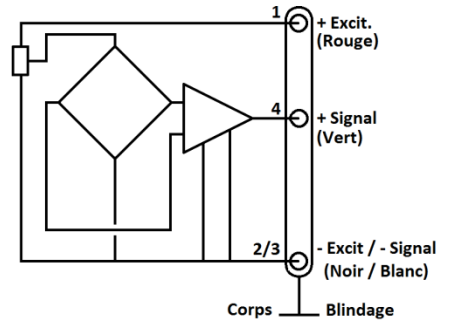 1
+ Excit.
(Rouge)
4
+ Signal
(Vert)
2/3
- Excit / - Signal
(Noir / Blanc)
Corps
Blindage